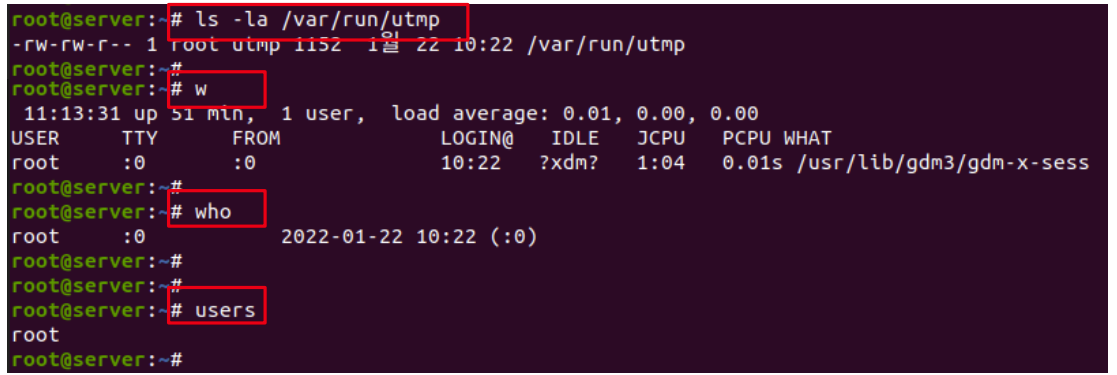 root@server:~# ls -la /var/run/utmp
-rw-rw-r-- 1 root utmp 1152  1월 22 10:22 /var/run/utmp
root@server:~#
root@server:~# w
 11:13:31 up 51 min,  1 user,  load average: 0.01, 0.00, 0.00
USER     TTY      FROM             LOGIN@   IDLE   JCPU   PCPU WHAT
root     :0       :0               10:22   ?xdm?   1:04   0.01s /usr/lib/gdm3/gdm-x-sess
root@server:~#
root@server:~# who
root     :0           2022-01-22 10:22 (:0)
root@server:~#
root@server:~#
root@server:~# users
root
root@server:~#